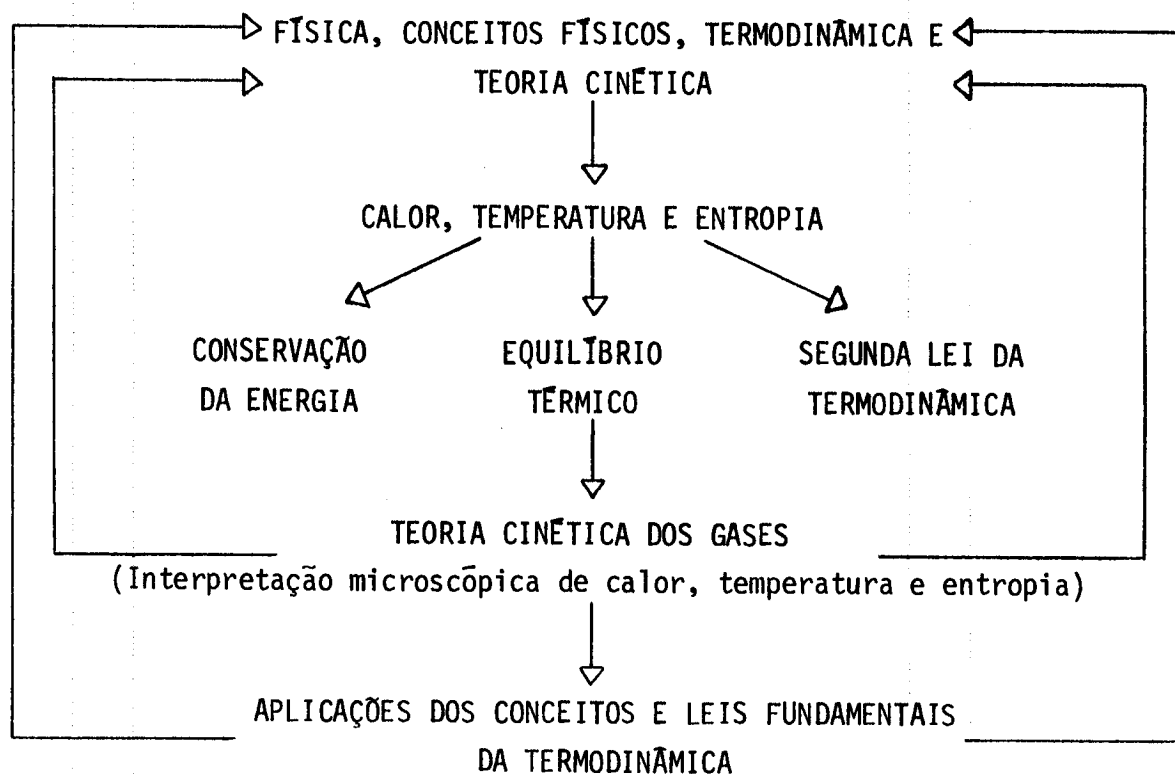 FÍSICA, CONCEITOS FÍSICOS, TERMODINÂMICA E
TEORIA CINÉTICA
CALOR, TEMPERATURA E ENTROPIA
CONSERVAÇÃO
DA ENERGIA
EQUILÍBRIO
TÉRMICO
SEGUNDA LEI DA
TERMODINÂMICA
TEORIA CINÉTICA DOS GASES
(Interpretação microscópica de calor, temperatura e entropia)
APLICAÇÕES DOS CONCEITOS E LEIS FUNDAMENTAIS
DA TERMODINÂMICA